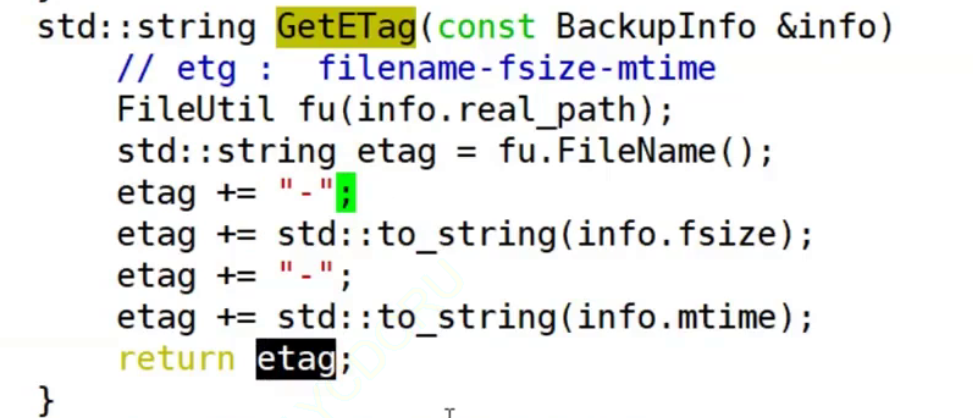 std::string GetETag(const BackupInfo &info)
// etg :  filename-fsize-mtime
FileUtil fu(info.real_path);
std::string etag = fu.FileName();
etag += "-";
etag += std::to_string(info.fsize);
etag += "-";
etag += std::to_string(info.mtime);
return etag;
}